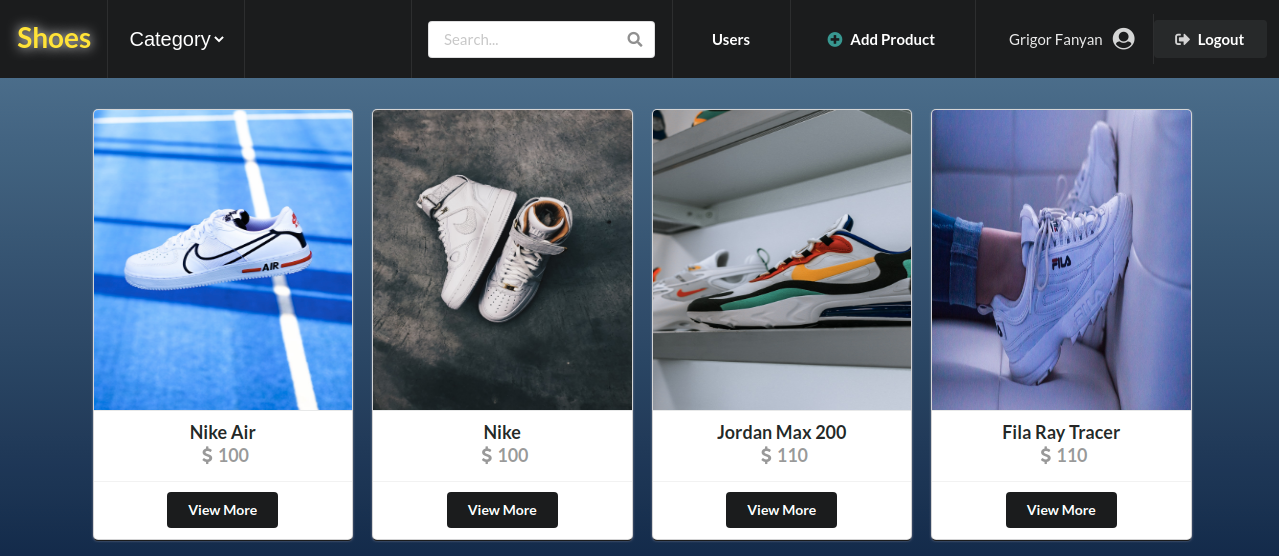 Shoes
Category
Search...
Users
Add Product
Grigor Fanyan
Logout
AIR
FILA
Nike Air
$ 100
View More
Nike
$ 100
View More
Jordan Max 200
$ 110
View More
Fila Ray Tracer
$ 110
View More